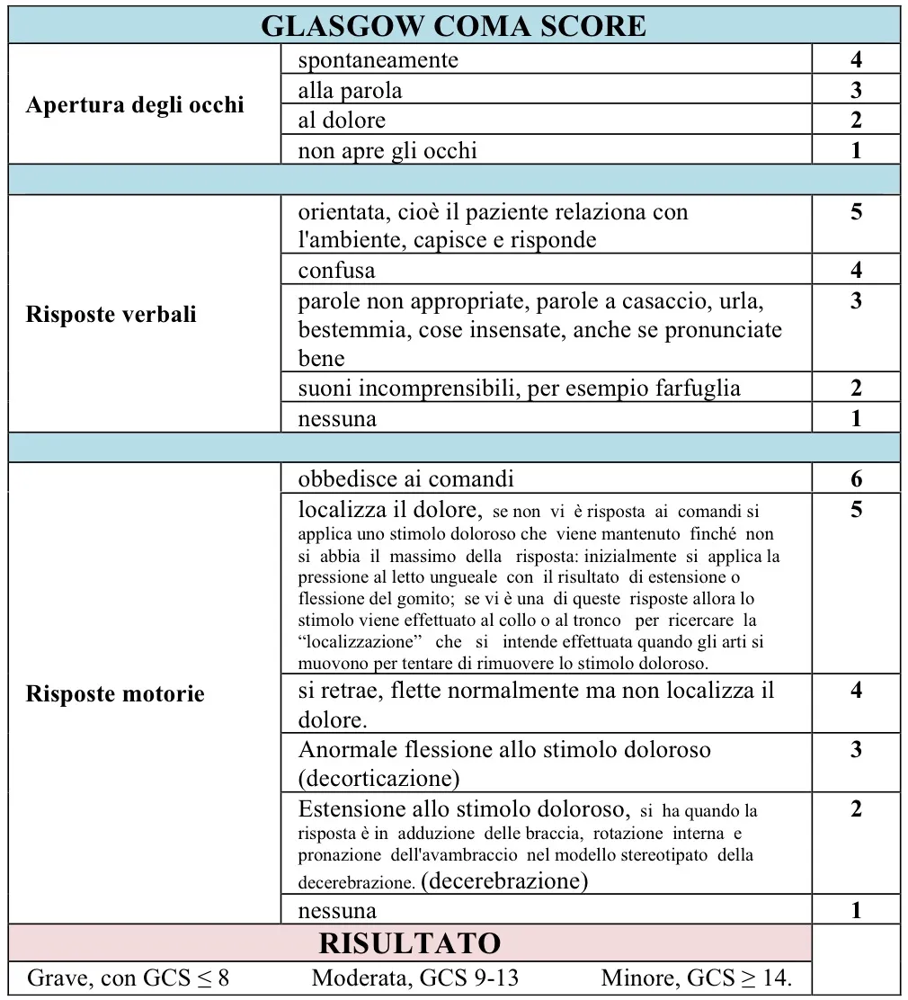 GLASGOW COMA SCORE
Apertura degli occhi
spontaneamente 4
alla parola 3
al dolore 2
non apre gli occhi 1
Risposte verbali
orientata, cioè il paziente relaziona con 5
l'ambiente, capisce e risponde
confusa 4
parole non appropriate, parole a casaccio, urla, 3
bestemmia, cose insensate, anche se pronunciate
bene
suoni incomprensibili, per esempio farfuglia 2
nessuna 1
Risposte motorie
obbedisce ai comandi 6
localizza il dolore, se non vi è risposta ai comandi si 5
applica uno stimolo doloroso che viene mantenuto finché non
si abbia il massimo della risposta: inizialmente si applica la
pressione al letto ungueale con il risultato di estensione o
flessione del gomito; se vi è una di queste risposte allora lo
stimolo viene effettuato al collo o al tronco per ricercare la
“localizzazione” che si intende effettuata quando gli arti si
muovono per tentare di rimuovere lo stimolo doloroso.
si retrae, flette normalmente ma non localizza il 4
dolore.
Anormale flessione allo stimolo doloroso 3
(decorticazione)
Estensione allo stimolo doloroso, si ha quando la 2
risposta è in adduzione delle braccia, rotazione interna e
pronazione dell'avambraccio nel modello stereotipato della
decerebrazione. (decerebrazione)
nessuna 1
RISULTATO
Grave, con GCS ≤ 8 Moderata, GCS 9-13 Minore, GCS ≥ 14.